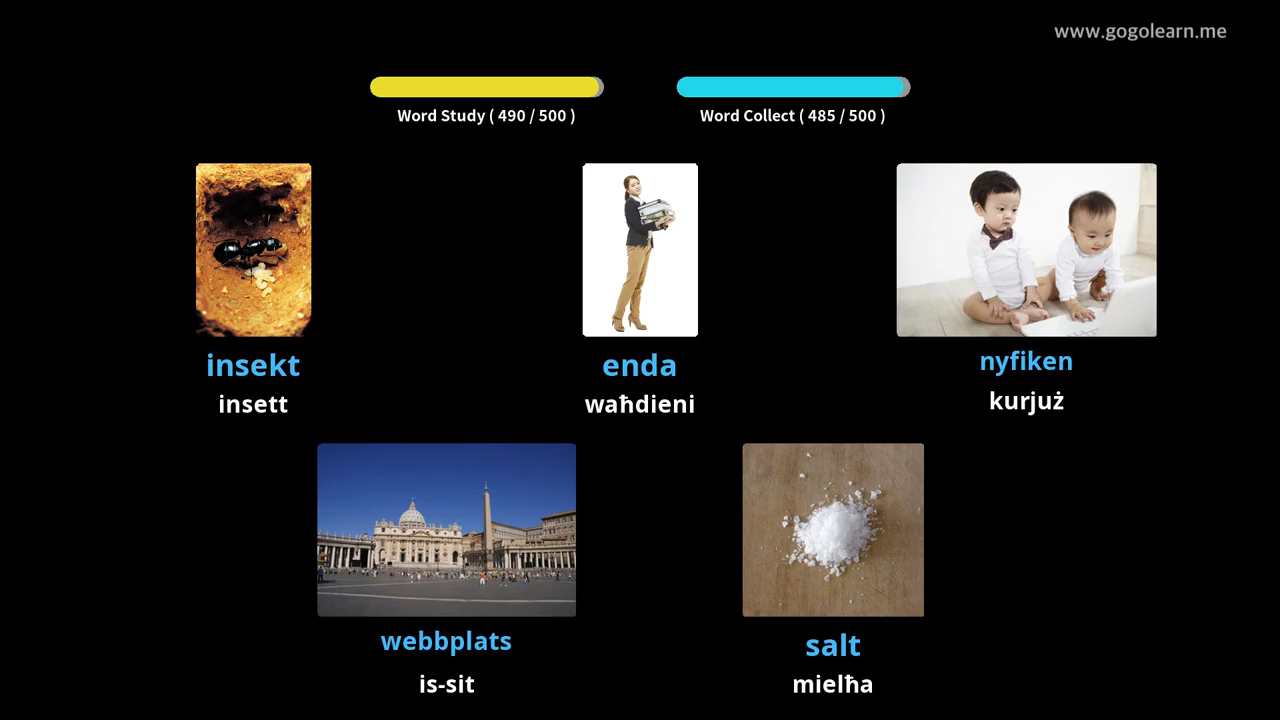 www.gogolearn.me
Word Study ( 490 / 500 )
Word Collect ( 485 / 500 )
insekt
insett
enda
waħdieni
nyfiken
kurjuż
webbplats
is-sit
salt
mielħa